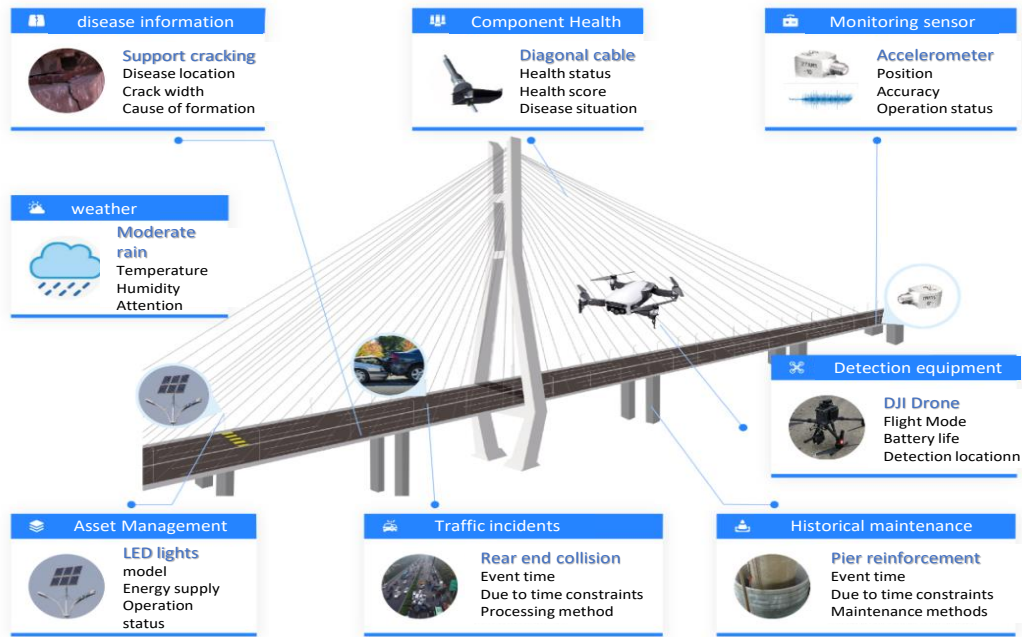 disease information
Support cracking
Disease location
Crack width
Cause of formation
Component Health
Diagonal cable
Health status
Health score
Disease situation
Monitoring sensor
Accelerometer
Position
Accuracy
Operation status
weather
Moderate
rain
Temperature
Humidity
Attention
Detection equipment
DJI Drone
Flight Mode
Battery life
Detection locationn
Asset Management
LED lights
model
Energy supply
Operation
status
Traffic incidents
Rear end collision
Event time
Due to time constraints
Processing method
Historical maintenance
Pier reinforcement
Event time
Due to time constraints
Maintenance methods